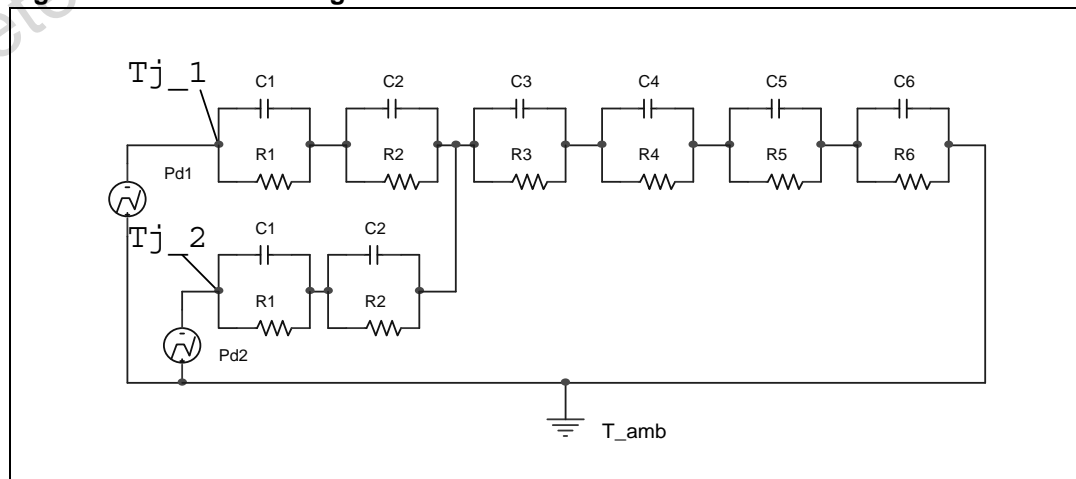 Tj_1
C1 C2 C3 C4 C5 C6
R1 R2 R3 R4 R5 R6
Pd1
Tj_2
C1 C2
R1 R2
Pd2
T_amb